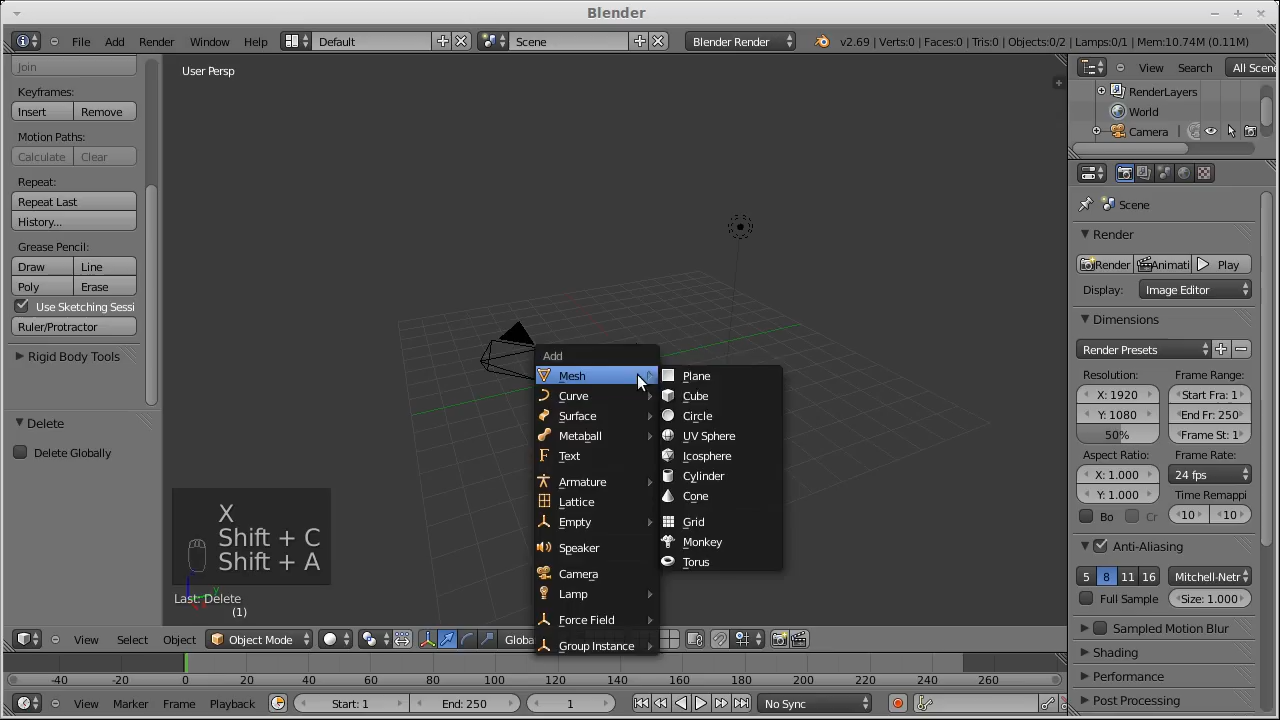 Blender
File Add Render Window Help Default Scene Blender Render v2.69 | Verts:0 | Faces:0 | Tris:0 | Objects:0/2 | Lamps:0/1 | Mem:10.74M (0.11M)
Join
Keyframes:
Insert Remove
Motion Paths:
Calculate Clear
Repeat:
Repeat Last
History...
Grease Pencil:
Draw Line
Poly Erase
Use Sketching Sessi
Ruler/Protractor
Rigid Body Tools
Delete
Delete Globally
User Persp
X
Shift + C
Shift + A
Last: Delete
(1)
Add
Mesh
Curve
Surface
Metaball
Text
Armature
Lattice
Empty
Speaker
Camera
Lamp
Force Field
Group Instance
Plane
Cube
Circle
UV Sphere
Icosphere
Cylinder
Cone
Grid
Monkey
Torus
View Search All Scen
RenderLayers
World
Camera
Scene
Render
Render Animati Play
Display: Image Editor
Dimensions
Render Presets
Resolution: Frame Range:
X: 1920 Start Fra: 1
Y: 1080 End Fr: 250
50% Frame St: 1
Aspect Ratio: Frame Rate:
X: 1.000 24 fps
Y: 1.000 Time Remappi
Bo Cr 10 10
Anti-Aliasing
5 8 11 16 Mitchell-Netr
Full Sample Size: 1.000
Sampled Motion Blur
Shading
Performance
Post Processing
View Select Object Object Mode Globa
-40 -20 0 20 40 60 80 100 120 140 160 180 200 220 240 260
View Marker Frame Playback Start: 1 End: 250 1 No Sync